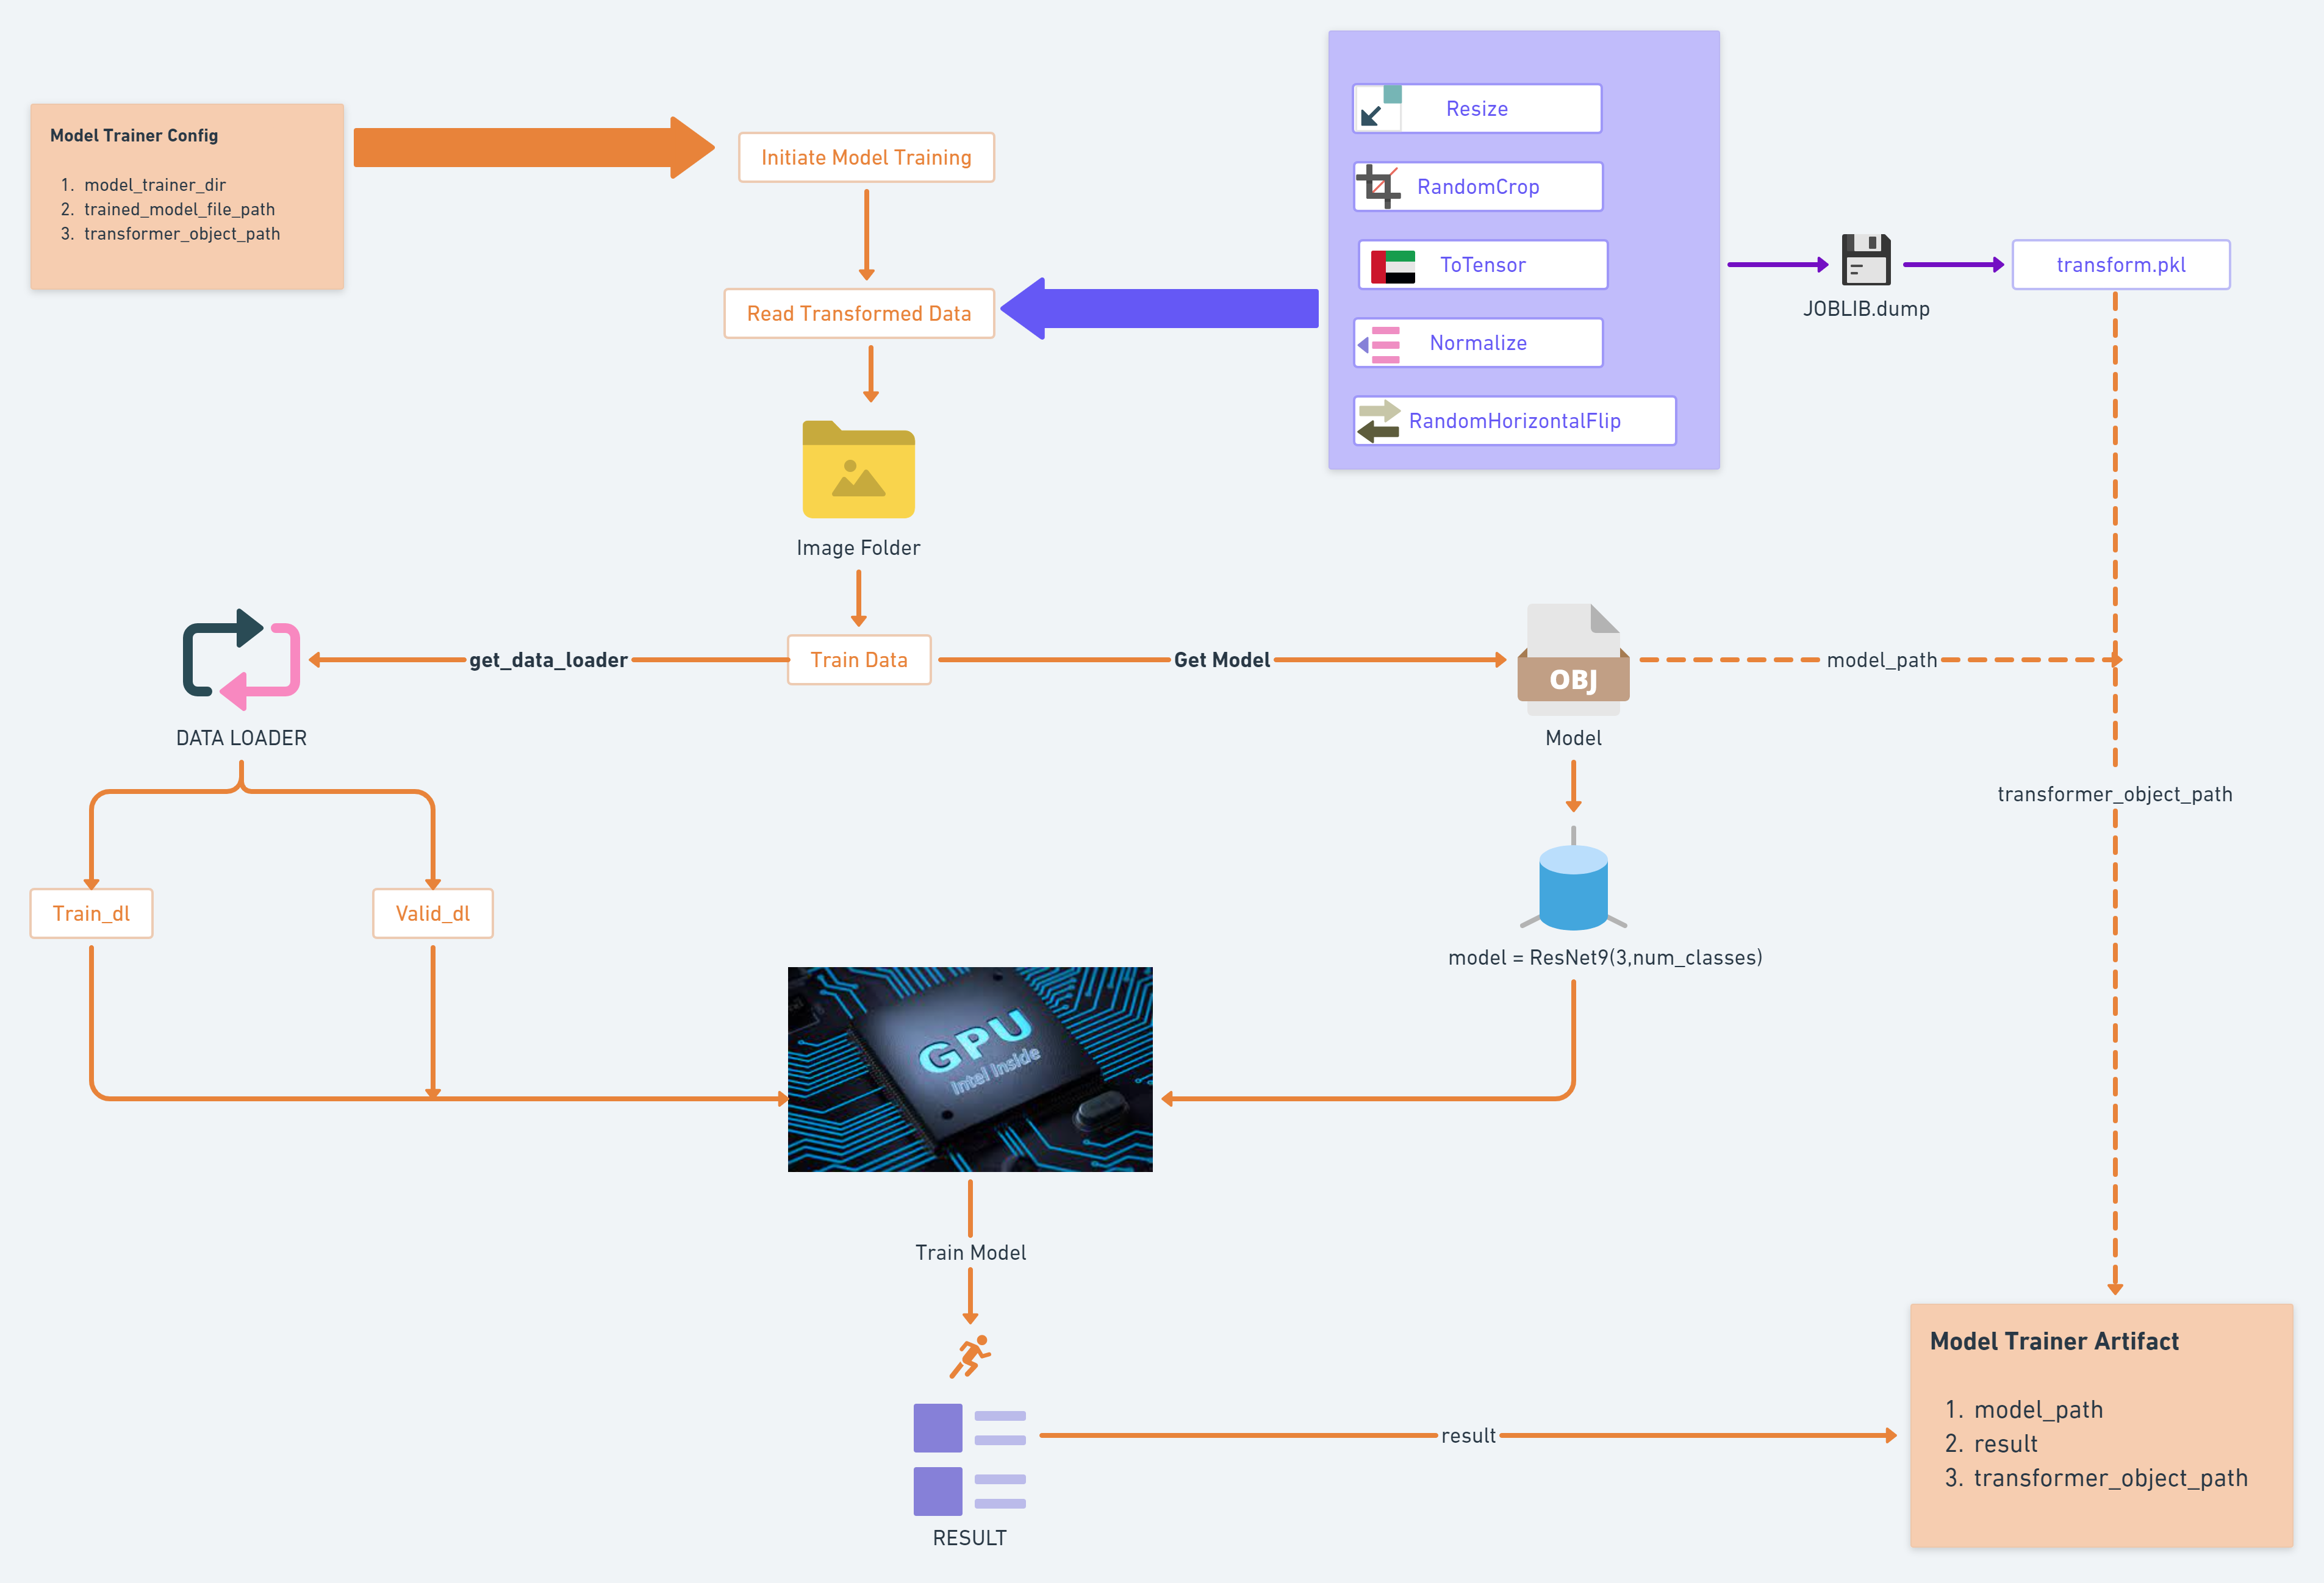 Model Trainer Config
1. model_trainer_dir
2. trained_model_file_path
3. transformer_object_path
Initiate Model Training
Read Transformed Data
Resize
RandomCrop
ToTensor
Normalize
RandomHorizontalFlip
JOBLIB.dump
transform.pkl
Image Folder
get_data_loader
Train Data
Get Model
OBJ
model_path
DATA LOADER
Model
transformer_object_path
Train_dl
Valid_dl
model = ResNet9(3,num_classes)
GPU
Intel Inside
Train Model
Model Trainer Artifact
1. model_path
2. result
3. transformer_object_path
result
RESULT